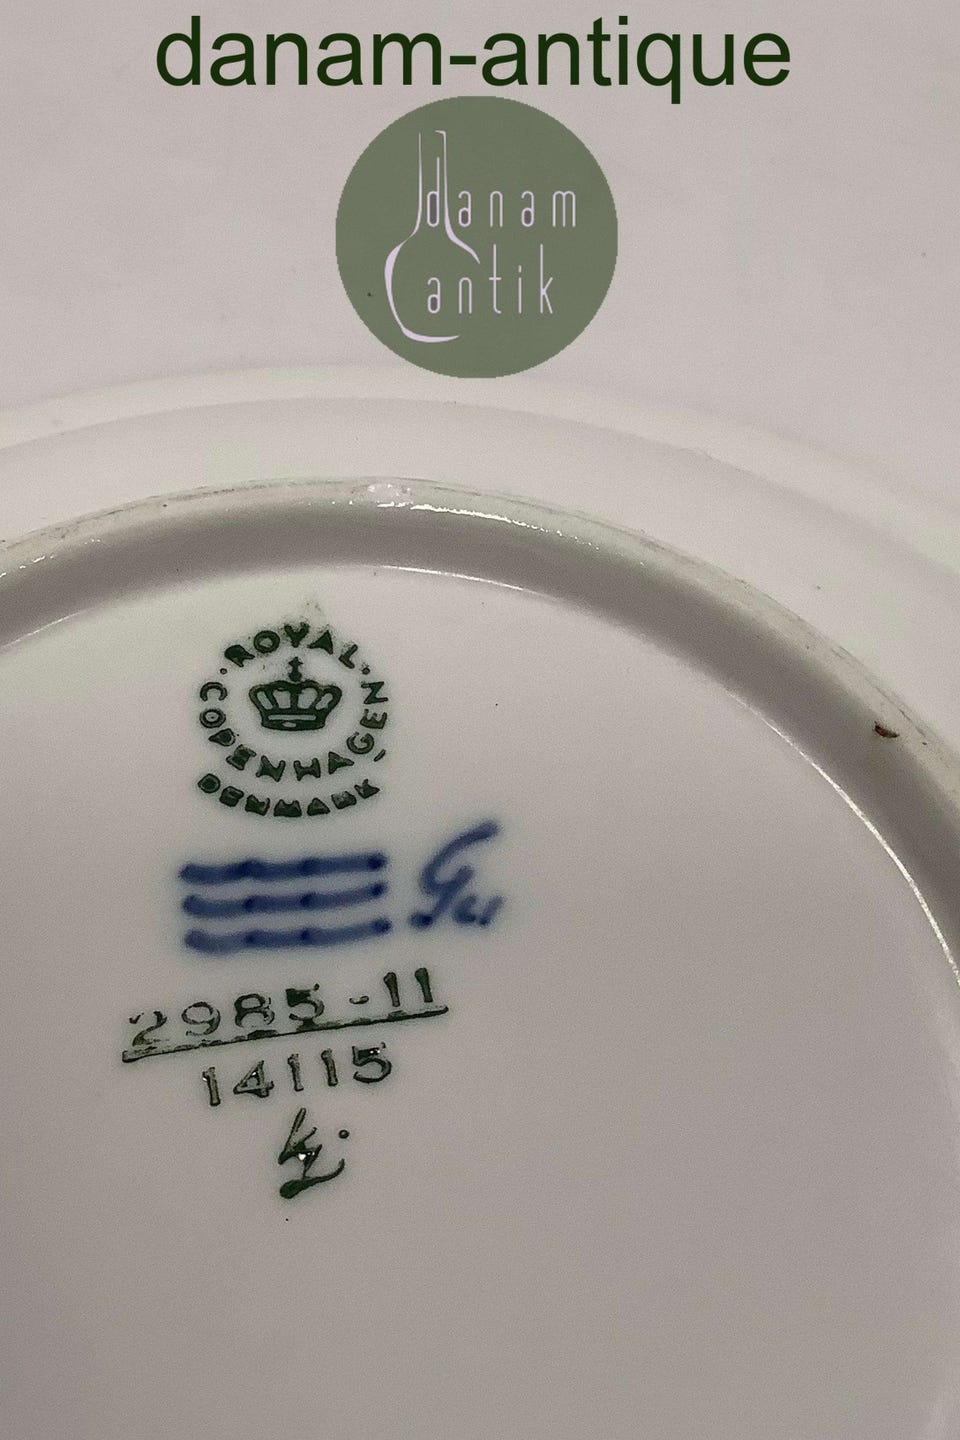 danam-antique
danam
antik
ROYAL
COPENHAGEN
DENMARK
2985-11
14115